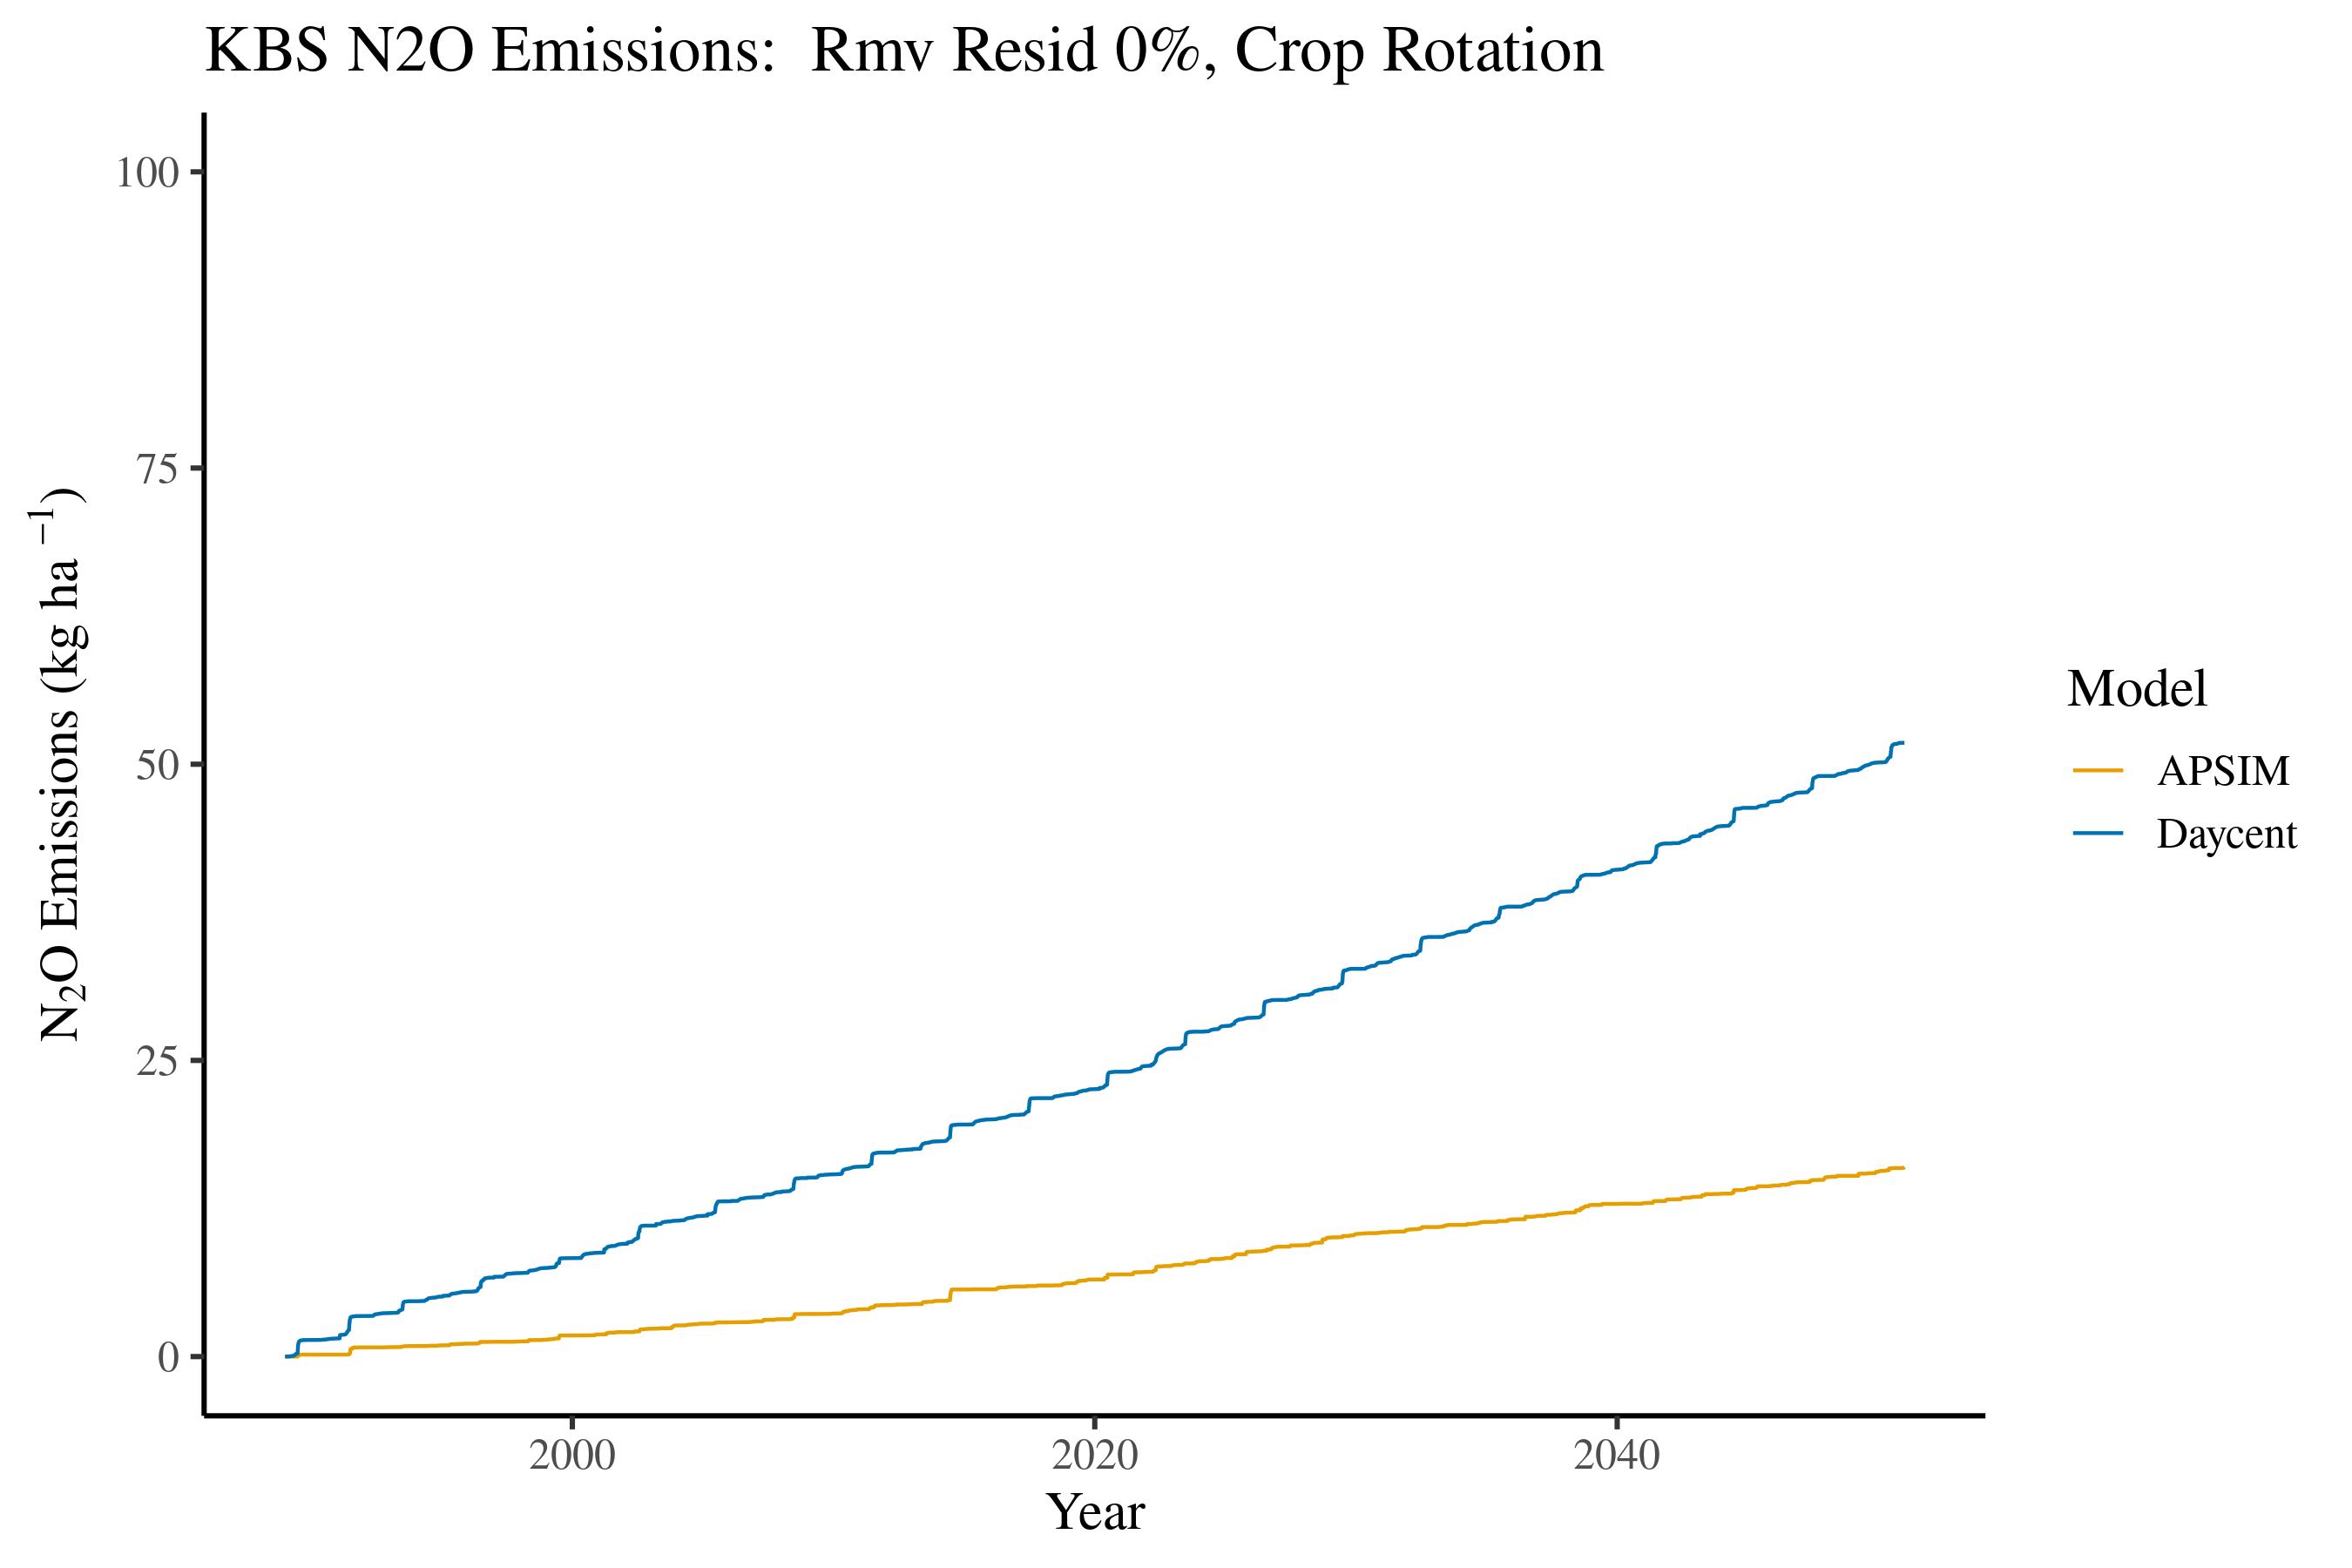 KBS N2O Emissions:  Rmv Resid 0%, Crop Rotation
N₂O Emissions (kg ha ⁻¹)
100
75
50
25
0
2000 2020 2040
Year
Model
APSIM
Daycent